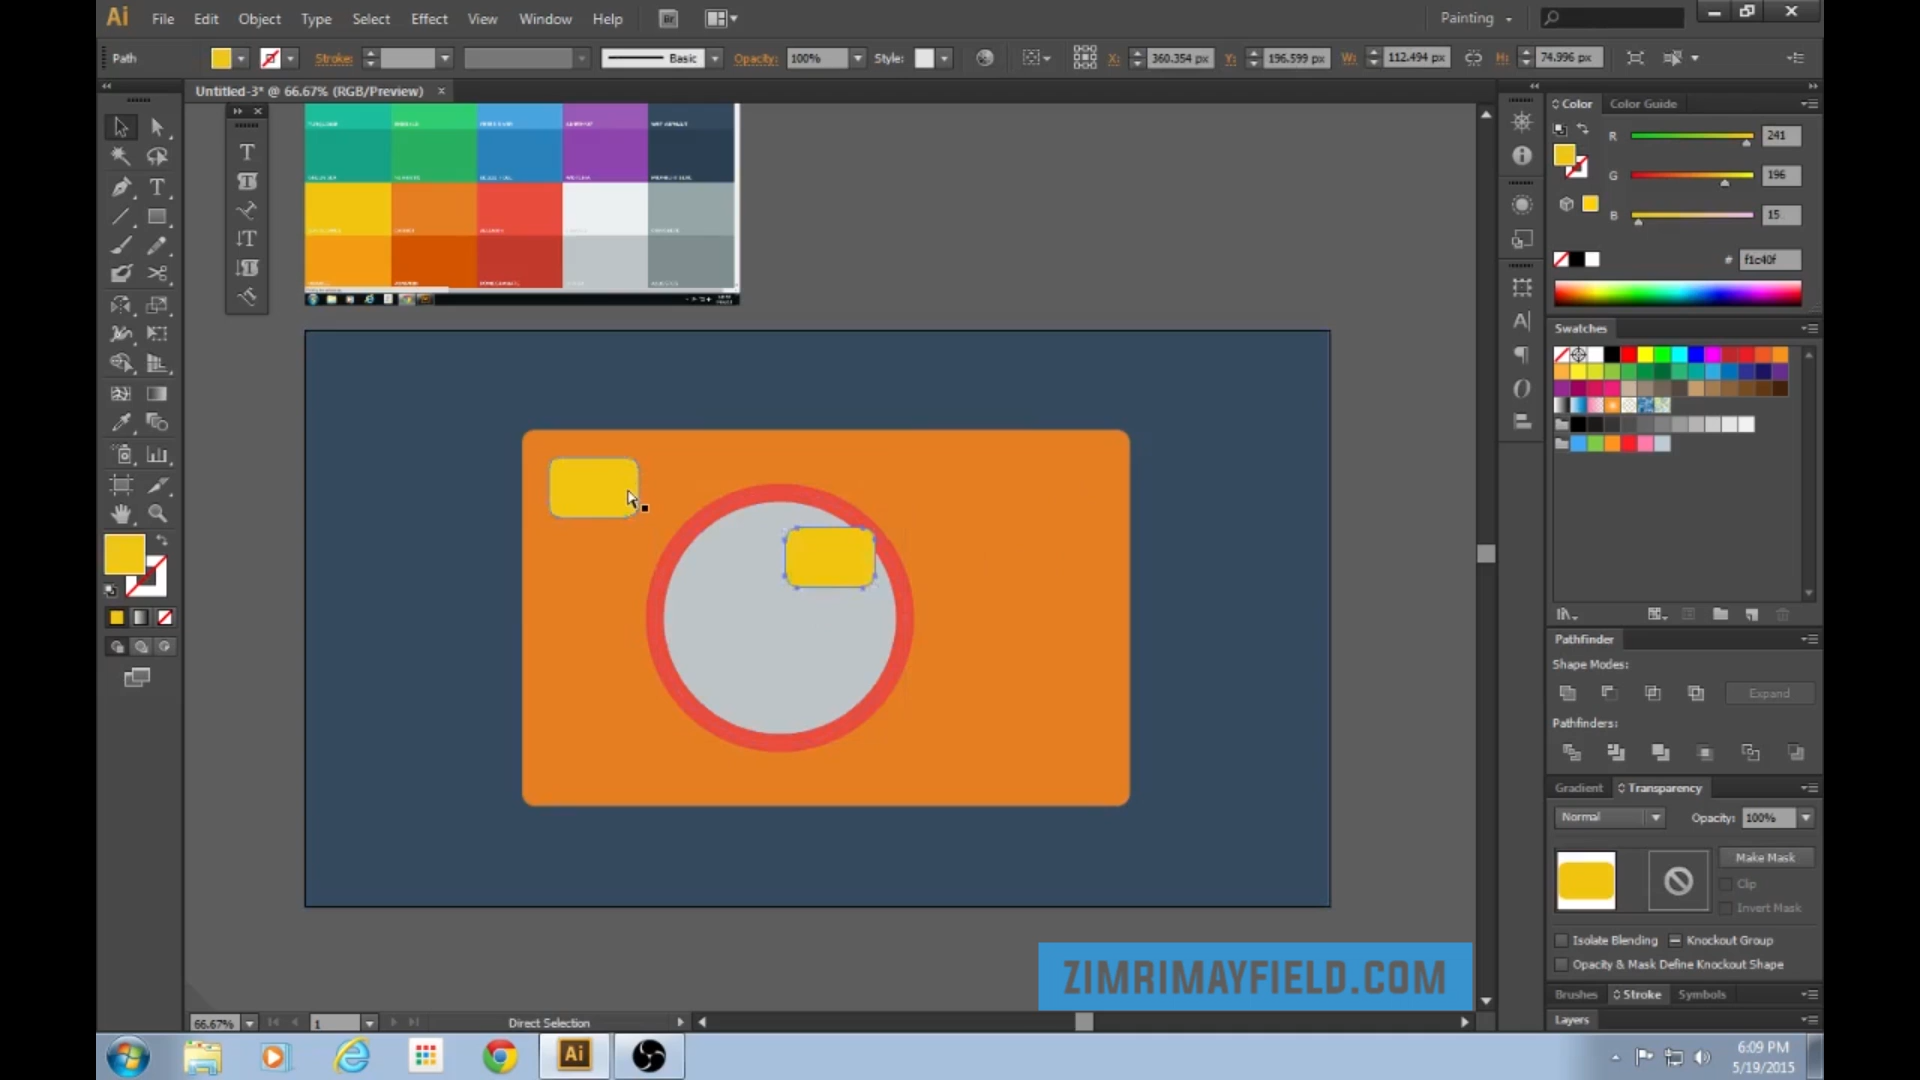 Ai File Edit Object Type Select Effect View Window Help Br Painting
Path Stroke: Basic Opacity: 100% Style: X: 360.354 px Y: 196.599 px W: 112.494 px H: 74.996 px
Untitled-3* @ 66.67% (RGB/Preview) ×
Color Color Guide
R 241
G 196
B 15
# f1c40f
Swatches
Pathfinder
Shape Modes:
Expand
Pathfinders:
Gradient Transparency
Normal Opacity: 100%
Make Mask
Clip
Invert Mask
Isolate Blending Knockout Group
Opacity & Mask Define Knockout Shape
Brushes Stroke Symbols
Layers
ZIMRIMAYFIELD.COM
66.67% 1 Direct Selection
Ai
6:09 PM
5/19/2015